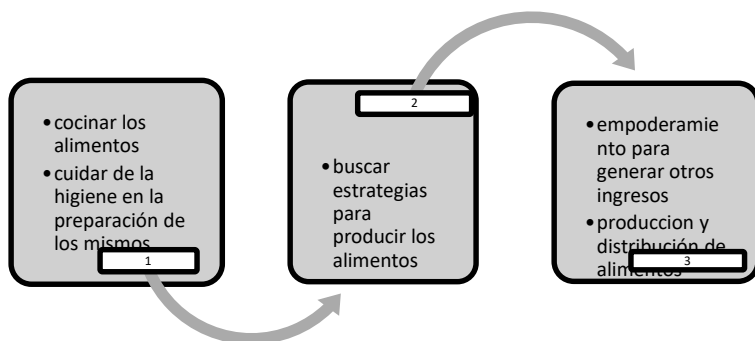 • cocinar los
alimentos
• cuidar de la
higiene en la
preparación de
los mismos
1
2
• buscar
estrategias
para
producir los
alimentos
• empoderamie
nto para
generar otros
ingresos
• produccion y
distribución de
alimentos
3